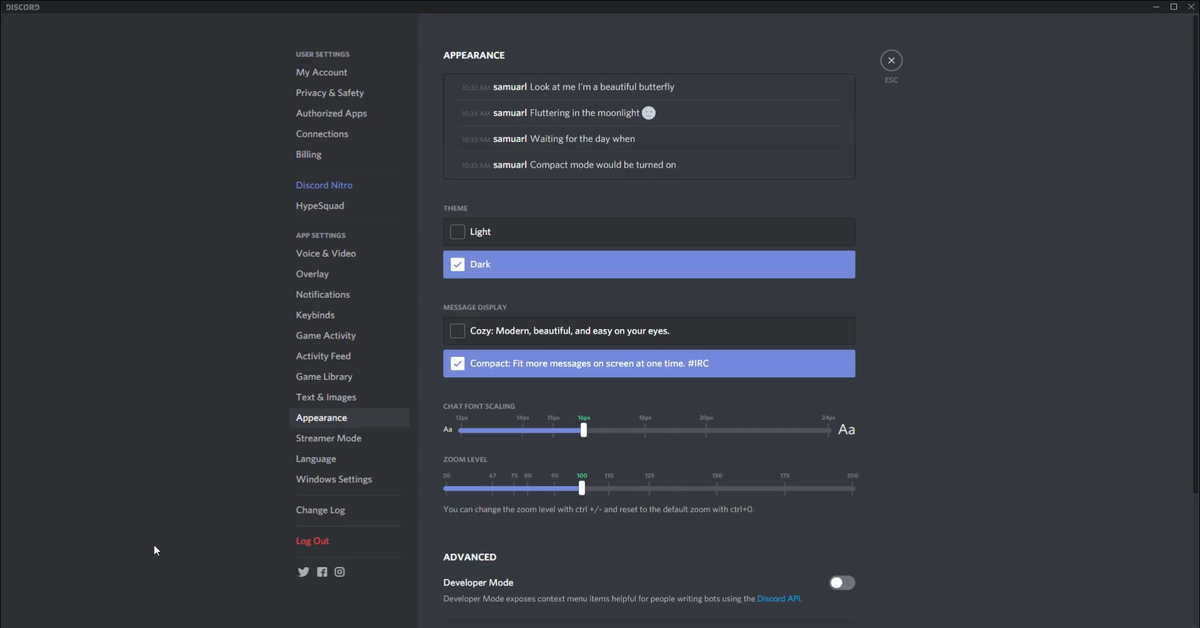 DISCORD
USER SETTINGS
My Account
Privacy & Safety
Authorized Apps
Connections
Billing
Discord Nitro
HypeSquad
APP SETTINGS
Voice & Video
Overlay
Notifications
Keybinds
Game Activity
Activity Feed
Game Library
Text & Images
Appearance
Streamer Mode
Language
Windows Settings
Change Log
Log Out
APPEARANCE
10:33 AM samuarl Look at me I'm a beautiful butterfly
10:34 AM samuarl Fluttering in the moonlight
10:33 AM samuarl Waiting for the day when
10:33 AM samuarl Compact mode would be turned on
ESC
THEME
Light
Dark
MESSAGE DISPLAY
Cozy: Modern, beautiful, and easy on your eyes.
Compact: Fit more messages on screen at one time. #IRC
CHAT FONT SCALING
12px 14px 15px 16px 18px 20px 24px
Aa Aa
ZOOM LEVEL
50 67 75 80 90 100 110 125 150 175 200
You can change the zoom level with ctrl +/- and reset to the default zoom with ctrl+0.
ADVANCED
Developer Mode
Developer Mode exposes context menu items helpful for people writing bots using the Discord API.